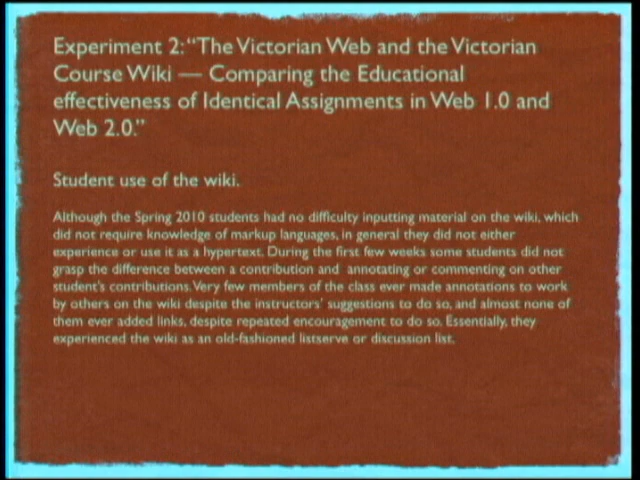 Experiment 2: “The Victorian Web and the Victorian
Course Wiki — Comparing the Educational
effectiveness of Identical Assignments in Web 1.0 and
Web 2.0.”
Student use of the wiki.
Although the Spring 2010 students had no difficulty inputting material on the wiki, which
did not require knowledge of markup languages, in general they did not either
experience or use it as a hypertext. During the first few weeks some students did not
grasp the difference between a contribution and annotating or commenting on other
student's contributions. Very few members of the class ever made annotations to work
by others on the wiki despite the instructors' suggestions to do so, and almost none of
them ever added links, despite repeated encouragement to do so. Essentially, they
experienced the wiki as an old-fashioned listserve or discussion list.